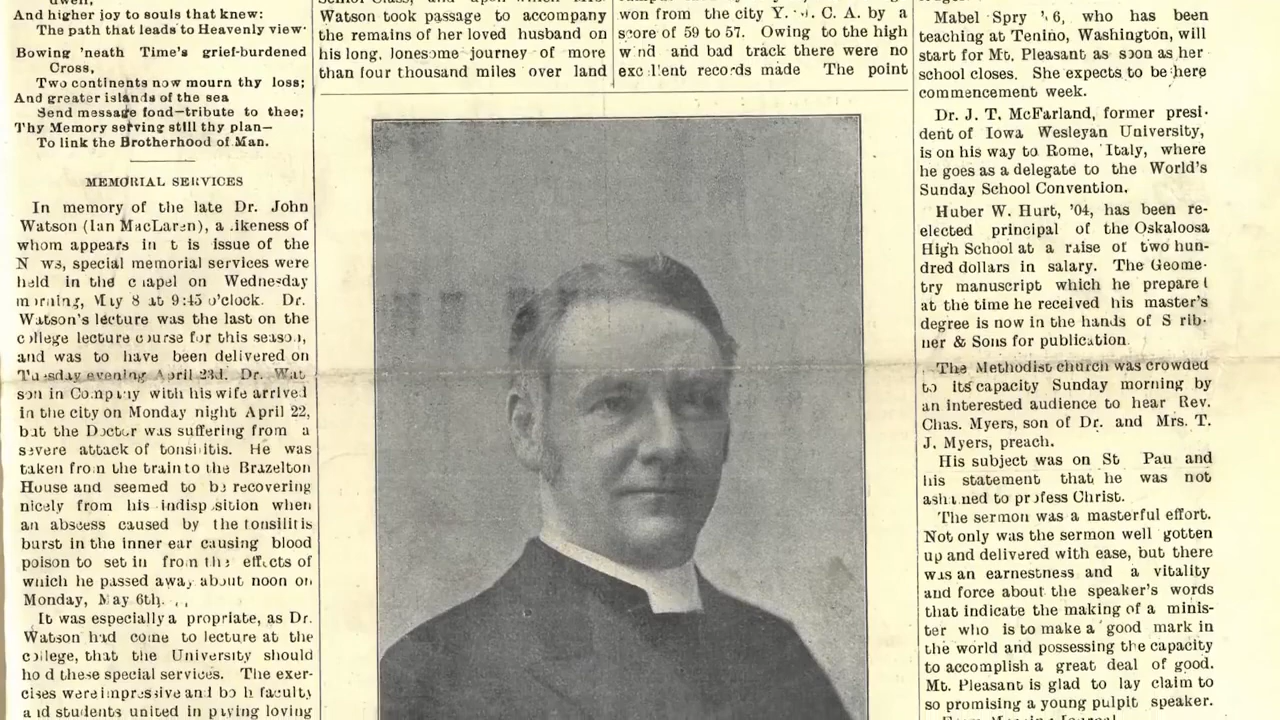 And higher joy to souls that knew:
The path that leads to Heavenly view.
Bowing 'neath Time's grief-burdened
Cross,
Two continents now mourn thy loss;
And greater islands of the sea
Send message fond—tribute to thee;
Thy Memory serving still thy plan—
To link the Brotherhood of Man.
MEMORIAL SERVICES
In memory of the late Dr. John
Watson (Ian MacLaren), a .ikeness of
whom appears in t is issue of the
N ws, special memorial services were
held in the c apel on Wednesday
morning, May 8 at 9:45 o'clock. Dr.
Watson's lecture was the last on the
college lecture course for this season,
and was to have been delivered on
Tuesday evening April 23d. Dr. Wat
son in Company with his wife arrived
in the city on Monday night April 22,
but the Doctor was suffering from a
severe attack of tonsilitis. He was
taken from the train to the Brazelton
House and seemed to be recovering
nicely from his indisp sition when
an abscess caused by the tonsilitis
burst in the inner ear causing blood
poison to set in from the effects of
which he passed away about noon on
Monday, May 6th.
It was especially a propriate, as Dr.
Watson had come to lecture at the
college, that the University should
ho d these special services. The exer-
cises were impressive and bo h faculty
and students united in paying loving
Watson took passage to accompany
the remains of her loved husband on
his long, lonesome journey of more
than four thousand miles over land
won from the city Y. M. C. A. by a
score of 59 to 57. Owing to the high
wind and bad track there were no
excellent records made The point
Mabel Spry '6, who has been
teaching at Tenino, Washington, will
start for Mt. Pleasant as soon as her
school closes. She expects to be here
commencement week.
Dr. J. T. McFarland, former presi-
dent of Iowa Wesleyan University,
is on his way to Rome, Italy, where
he goes as a delegate to the World's
Sunday School Convention.
Huber W. Hurt, '04, has been re-
elected principal of the Oskaloosa
High School at a raise of two hun-
dred dollars in salary. The Geome-
try manuscript which he prepared
at the time he received his master's
degree is now in the hands of S rib-
ner & Sons for publication.
The Methodist church was crowded
to its capacity Sunday morning by
an interested audience to hear Rev.
Chas. Myers, son of Dr. and Mrs. T.
J. Myers, preach.
His subject was on St Pau and
his statement that he was not
ashamed to profess Christ.
The sermon was a masterful effort.
Not only was the sermon well gotten
up and delivered with ease, but there
was an earnestness and a vitality
and force about the speaker's words
that indicate the making of a minis-
ter who is to make a good mark in
the world and possessing the capacity
to accomplish a great deal of good.
Mt. Pleasant is glad to lay claim to
so promising a young pulpit speaker.